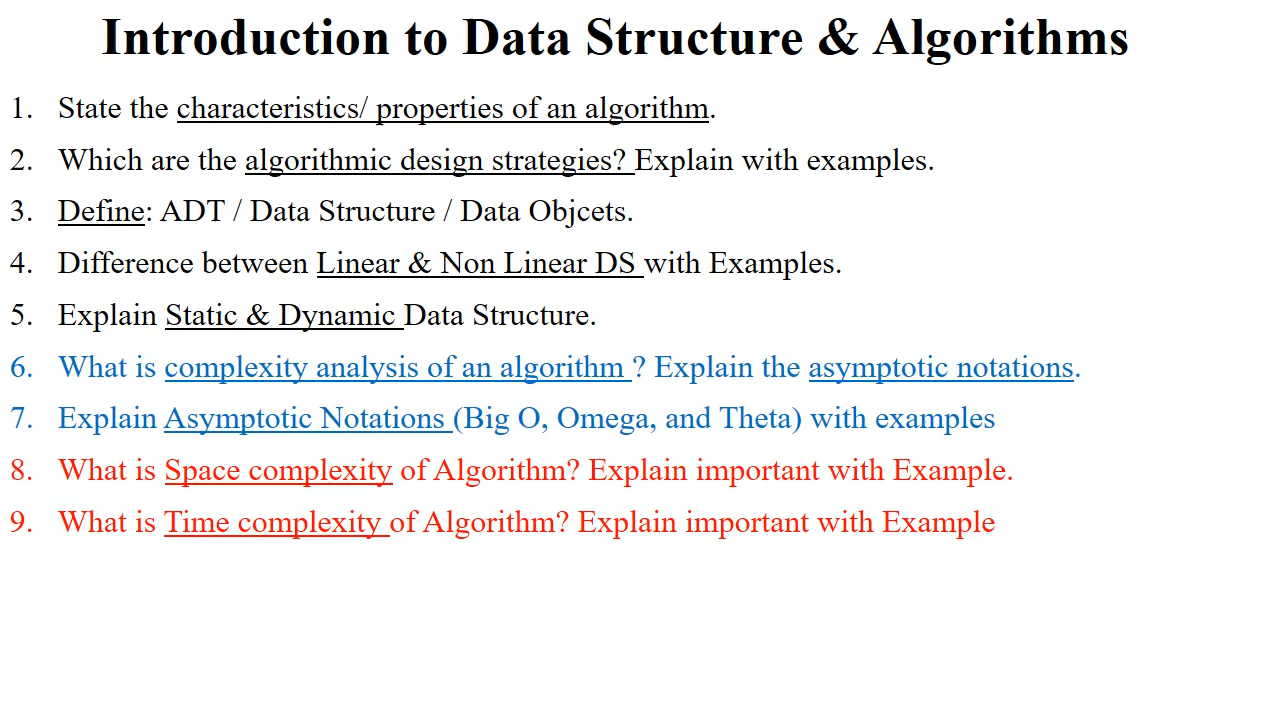 Introduction to Data Structure & Algorithms
1. State the characteristics/ properties of an algorithm.
2. Which are the algorithmic design strategies? Explain with examples.
3. Define: ADT / Data Structure / Data Objcets.
4. Difference between Linear & Non Linear DS with Examples.
5. Explain Static & Dynamic Data Structure.
6. What is complexity analysis of an algorithm ? Explain the asymptotic notations.
7. Explain Asymptotic Notations (Big O, Omega, and Theta) with examples
8. What is Space complexity of Algorithm? Explain important with Example.
9. What is Time complexity of Algorithm? Explain important with Example